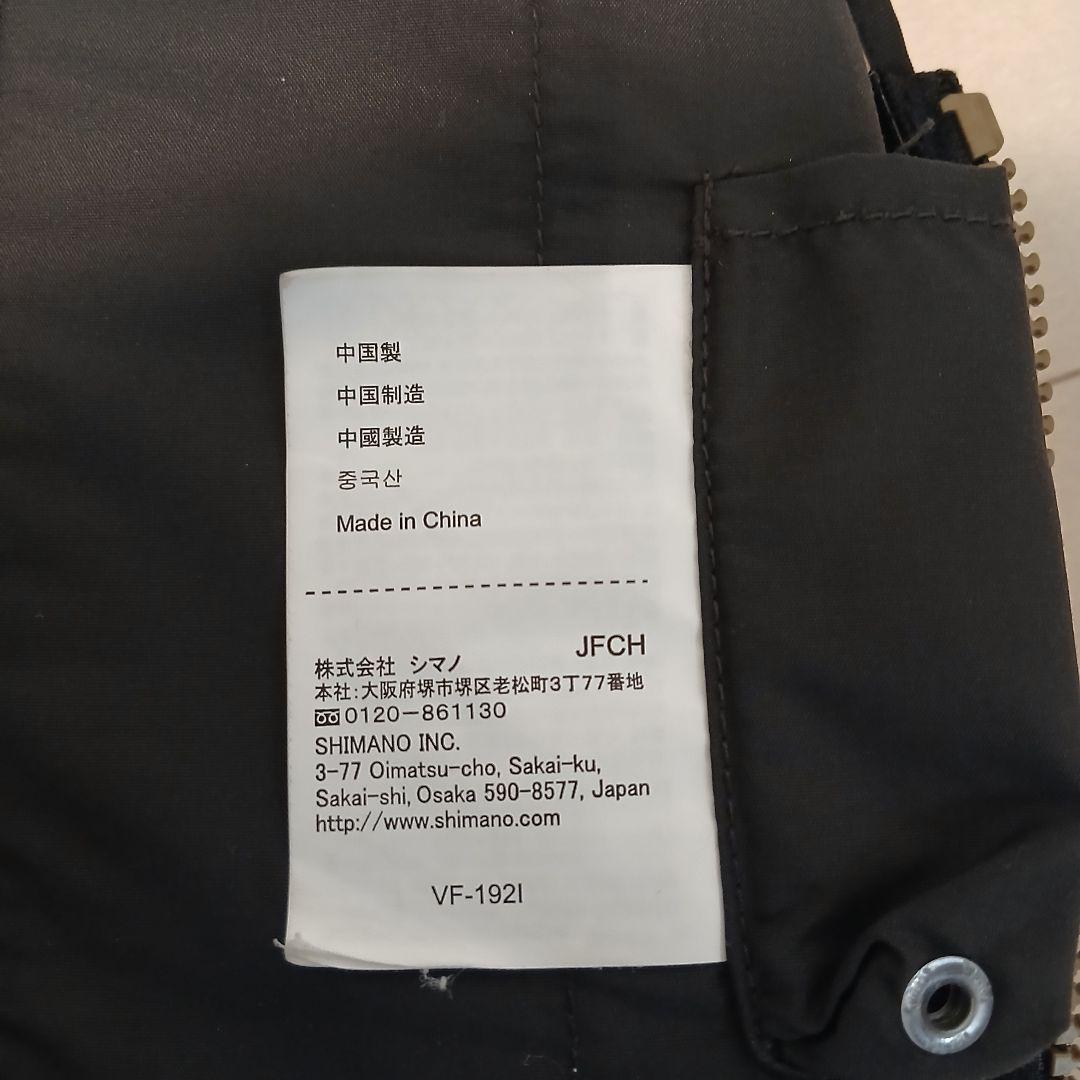 中国製
中国制造
中國製造
중국산
Made in China
JFCH
株式会社 シマノ
本社:大阪府堺市堺区老松町3丁77番地
0120-861130
SHIMANO INC.
3-77 Oimatsu-cho, Sakai-ku,
Sakai-shi, Osaka 590-8577, Japan
http://www.shimano.com
VF-192I